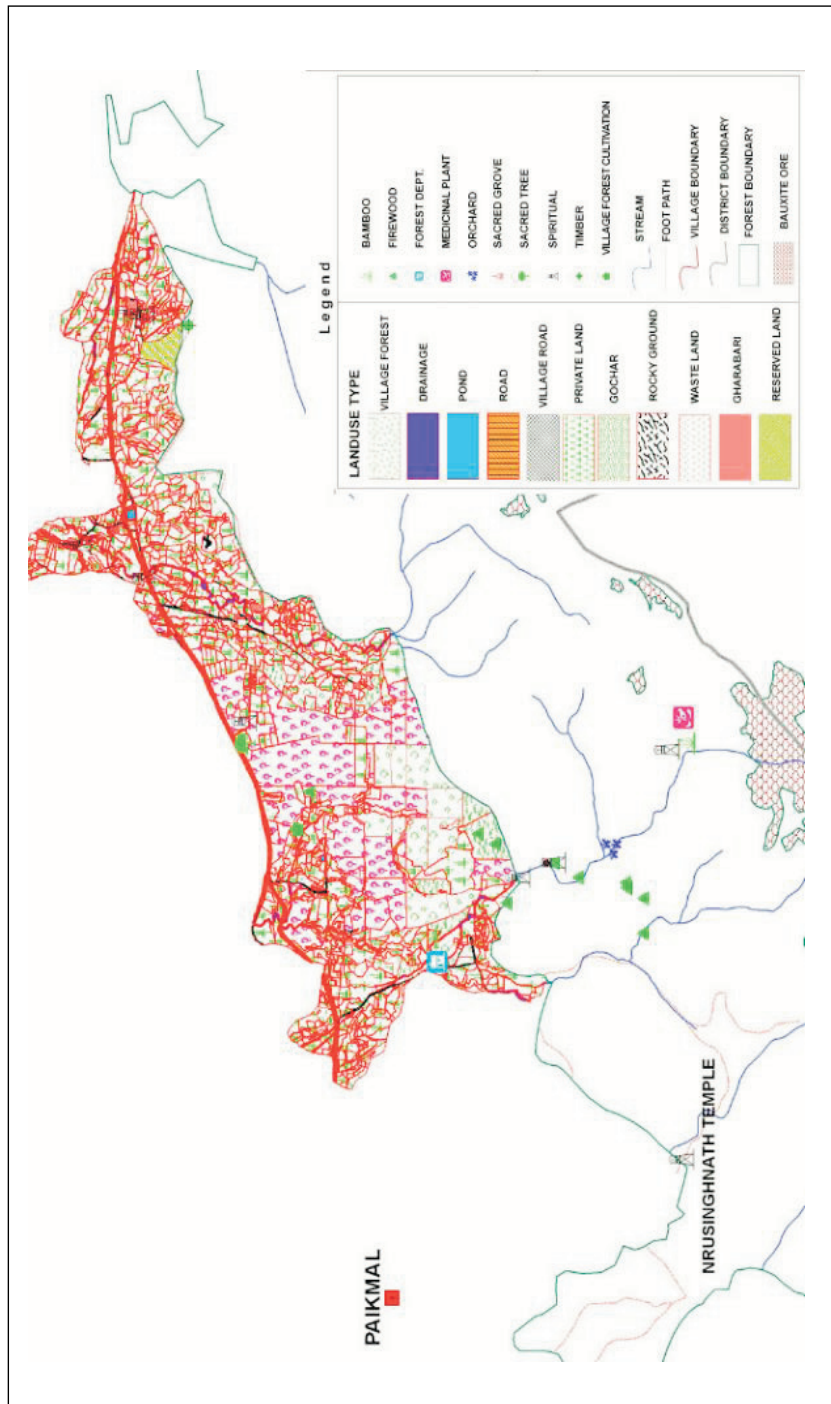 PAIKMAL
NRUSINGHNATH TEMPLE
Legend
LANDUSE TYPE
VILLAGE FOREST
DRAINAGE
POND
ROAD
VILLAGE ROAD
PRIVATE LAND
GOCHAR
ROCKY GROUND
WASTE LAND
GHARABARI
RESERVED LAND
BAMBOO
FIREWOOD
FOREST DEPT.
MEDICINAL PLANT
ORCHARD
SACRED GROVE
SACRED TREE
SPIRITUAL
TIMBER
VILLAGE FOREST CULTIVATION
STREAM
FOOT PATH
VILLAGE BOUNDARY
DISTRICT BOUNDARY
FOREST BOUNDARY
BAUXITE ORE